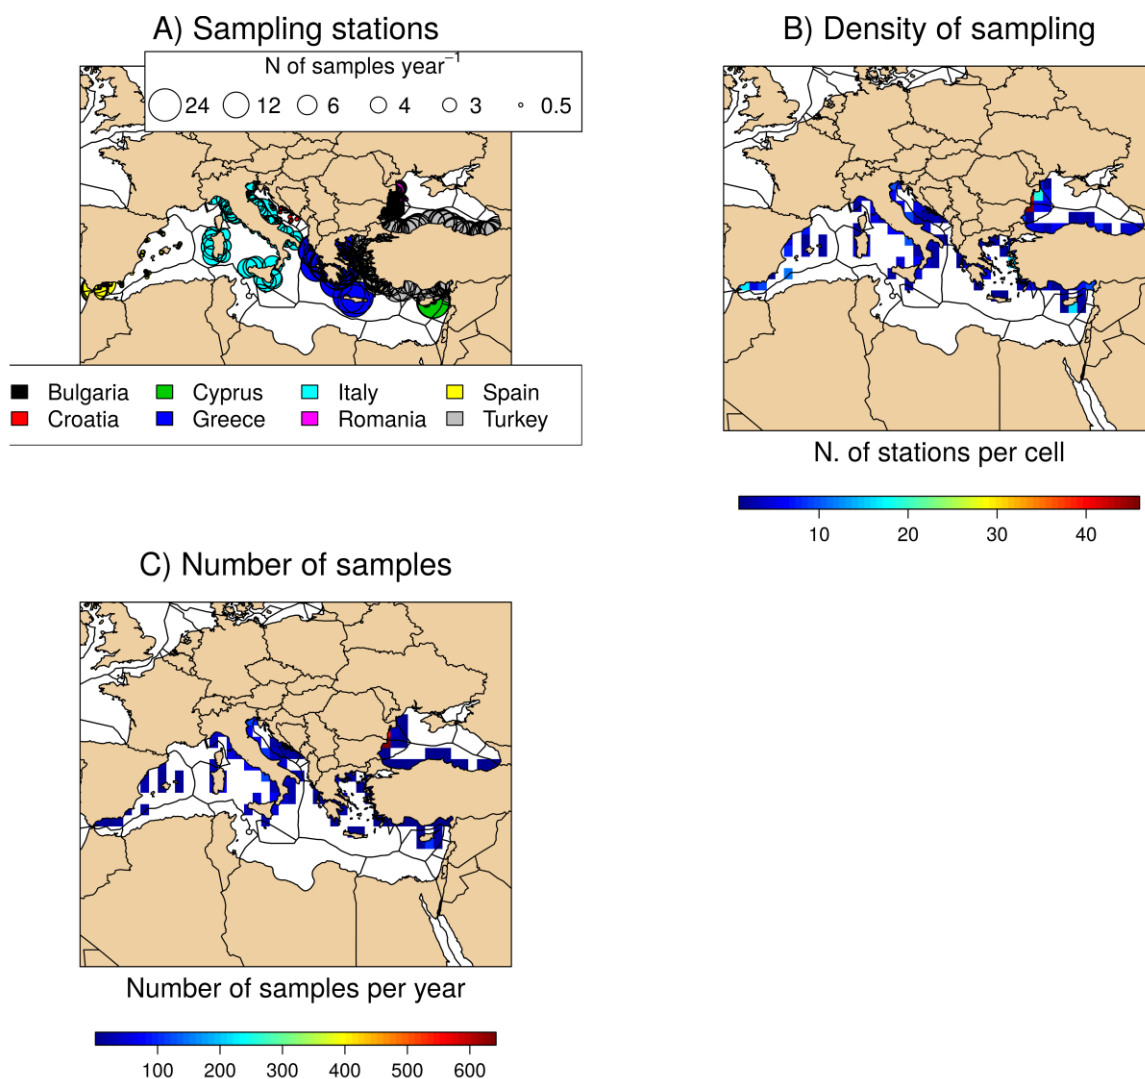 A) Sampling stations
N of samples year⁻¹
24 12 6 4 3 0.5
Bulgaria Cyprus Italy Spain
Croatia Greece Romania Turkey
B) Density of sampling
N. of stations per cell
10 20 30 40
C) Number of samples
Number of samples per year
100 200 300 400 500 600